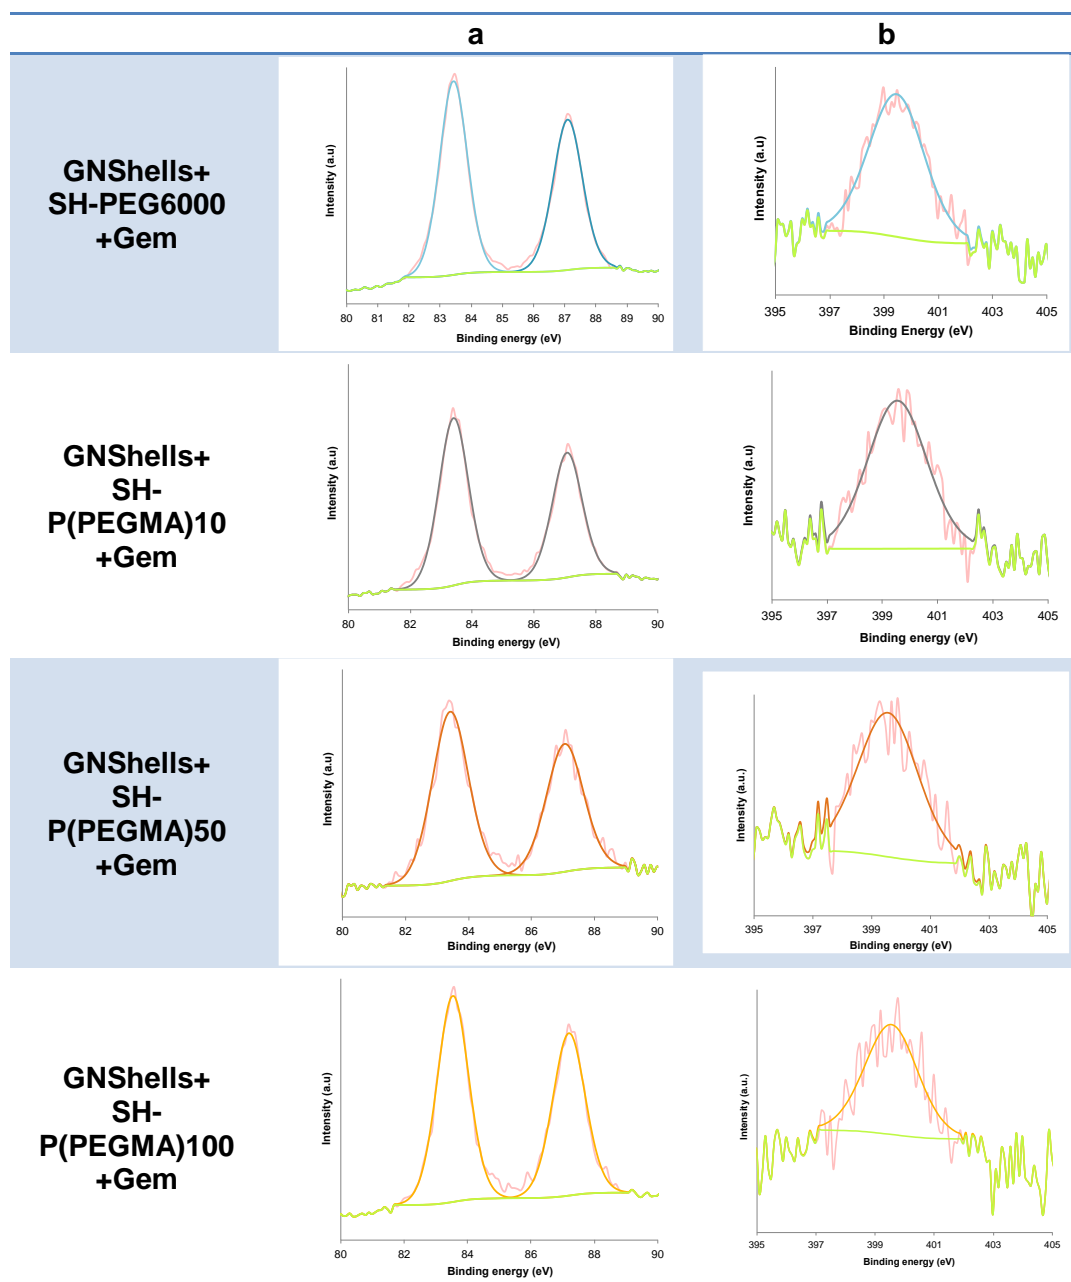 a b
GNShells+
SH-PEG6000
+Gem
Intensity (a.u)
80 81 82 83 84 85 86 87 88 89 90
Binding energy (eV)
Intensity (a.u)
395 397 399 401 403 405
Binding Energy (eV)
GNShells+
SH-
P(PEGMA)10
+Gem
Intensity (a.u)
80 82 84 86 88 90
Binding energy (eV)
Intensity (a.u)
395 397 399 401 403 405
Binding energy (eV)
GNShells+
SH-
P(PEGMA)50
+Gem
Intensity (a.u)
80 82 84 86 88 90
Binding energy (eV)
Intensity (a.u.)
395 397 399 401 403 405
Binding energy (eV)
GNShells+
SH-
P(PEGMA)100
+Gem
Intensity (a.u)
80 82 84 86 88 90
Binding energy (eV)
Intensity (a.u.)
395 397 399 401 403 405
Binding energy (eV)